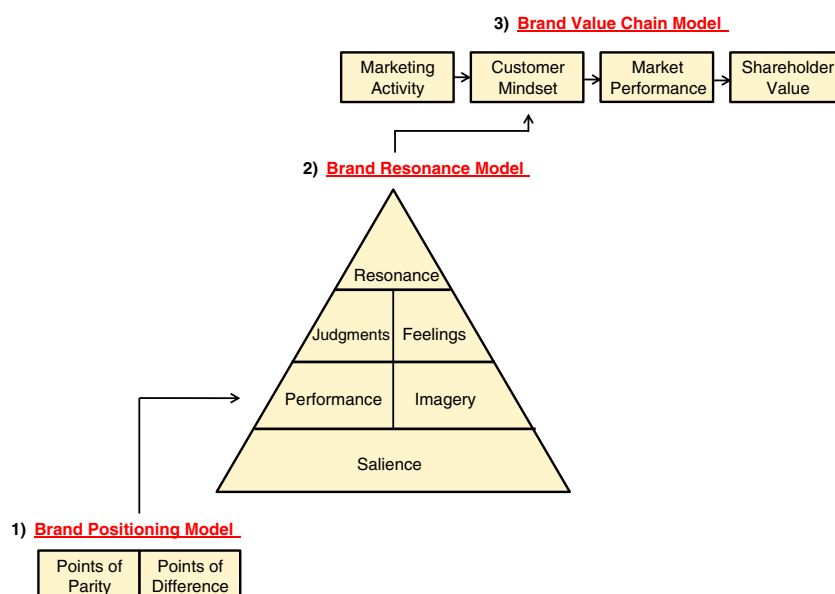 3) Brand Value Chain Model
Marketing
Activity
Customer
Mindset
Market
Performance
Shareholder
Value
2) Brand Resonance Model
Resonance
Judgments
Feelings
Performance
Imagery
Salience
1) Brand Positioning Model
Points of
Parity
Points of
Difference